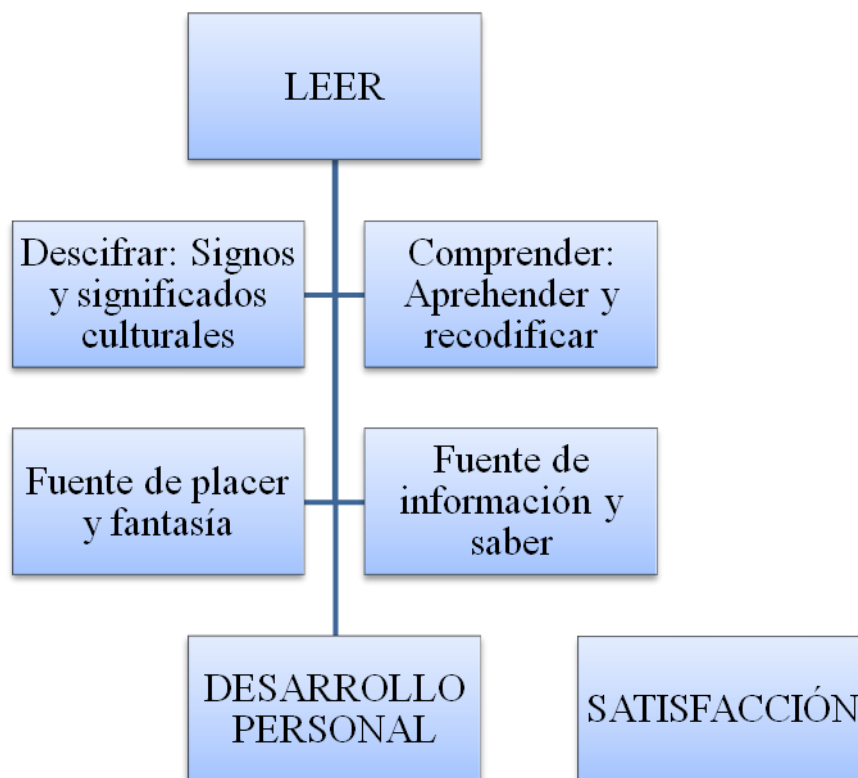 LEER
Descifrar: Signos
y significados
culturales
Comprender:
Aprehender y
recodificar
Fuente de placer
y fantasía
Fuente de
información y
saber
DESARROLLO
PERSONAL
SATISFACCIÓN